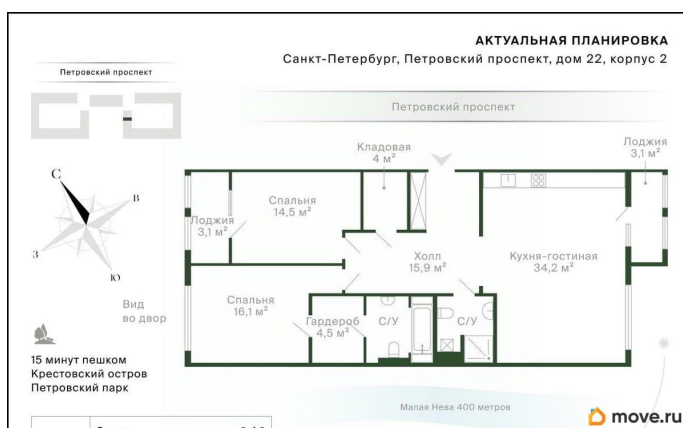 АКТУАЛЬНАЯ ПЛАНИРОВКА
Санкт-Петербург, Петровский проспект, дом 22, корпус 2
Петровский проспект
Петровский проспект
Кладовая
4 м²
Лоджия
3,1 м²
С
В
З
Ю
Спальня
14,5 м²
Лоджия
3,1 м²
Холл
15,9 м²
Кухня-гостиная
34,2 м²
Вид
во двор
Спальня
16,1 м²
Гардероб
4,5 м²
С/У
С/У
15 минут пешком
Крестовский остров
Петровский парк
Малая Нева 400 метров
move.ru